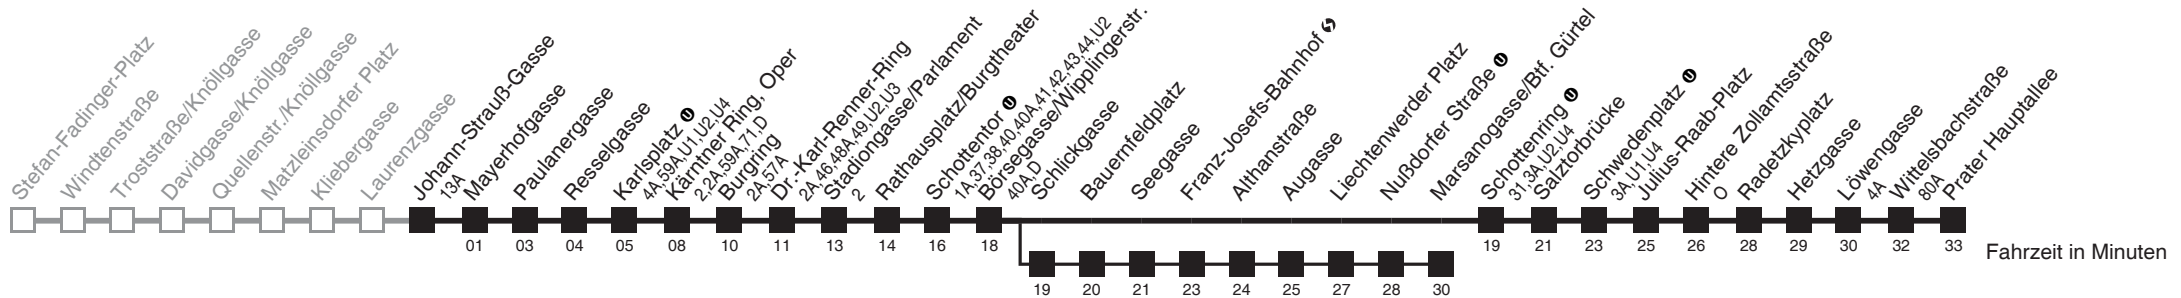 Stefan-Fadinger-Platz
Windtenstraße
Troststraße/Knöllgasse
Davidgasse/Knöllgasse
Quellenstr./Knöllgasse
Matzleinsdorfer Platz
Kliebergasse
Laurenzgasse
Johann-Strauß-Gasse
13A
Mayerhofgasse
Paulanergasse
Resselgasse
Karlsplatz U
4A,59A,U1,U2,U4
Kärntner Ring, Oper
2,2A,59A,71,D
Burgring
2A,57A
Dr.-Karl-Renner-Ring
2A,46,48A,49,U2,U3
Stadiongasse/Parlament
2
Rathausplatz/Burgtheater
Schottentor U
1A,37,38,40,40A,41,42,43,44,U2
Börsegasse/Wipplingerstr.
40A,D
Schlickgasse
Bauernfeldplatz
Seegasse
Franz-Josefs-Bahnhof
Althanstraße
Augasse
Liechtenwerder Platz
Nußdorfer Straße U
Marsanogasse/Btf. Gürtel
Schottenring U
31,3A,U2,U4
Salztorbrücke
Schwedenplatz U
3A,U1,U4
Julius-Raab-Platz
Hintere Zollamtsstraße
O
Radetzkyplatz
Hetzgasse
Löwengasse
4A
Wittelsbachstraße
80A
Prater Hauptallee
01 03 04 05 08 10 11 13 14 16 18 19 21 23 25 26 28 29 30 32 33
Fahrzeit in Minuten
19 20 21 23 24 25 27 28 30